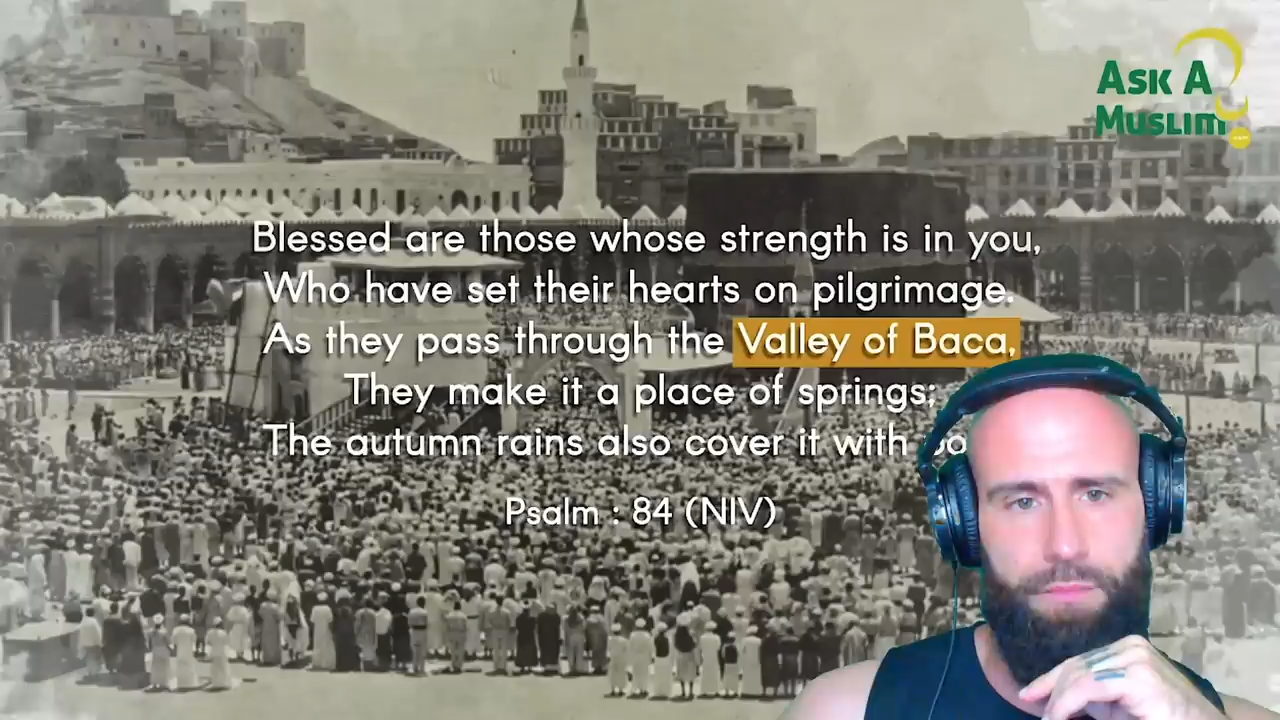 Ask A
Muslim
.com
Blessed are those whose strength is in you,
Who have set their hearts on pilgrimage.
As they pass through the Valley of Baca,
They make it a place of springs;
The autumn rains also cover it with
Psalm : 84 (NIV)